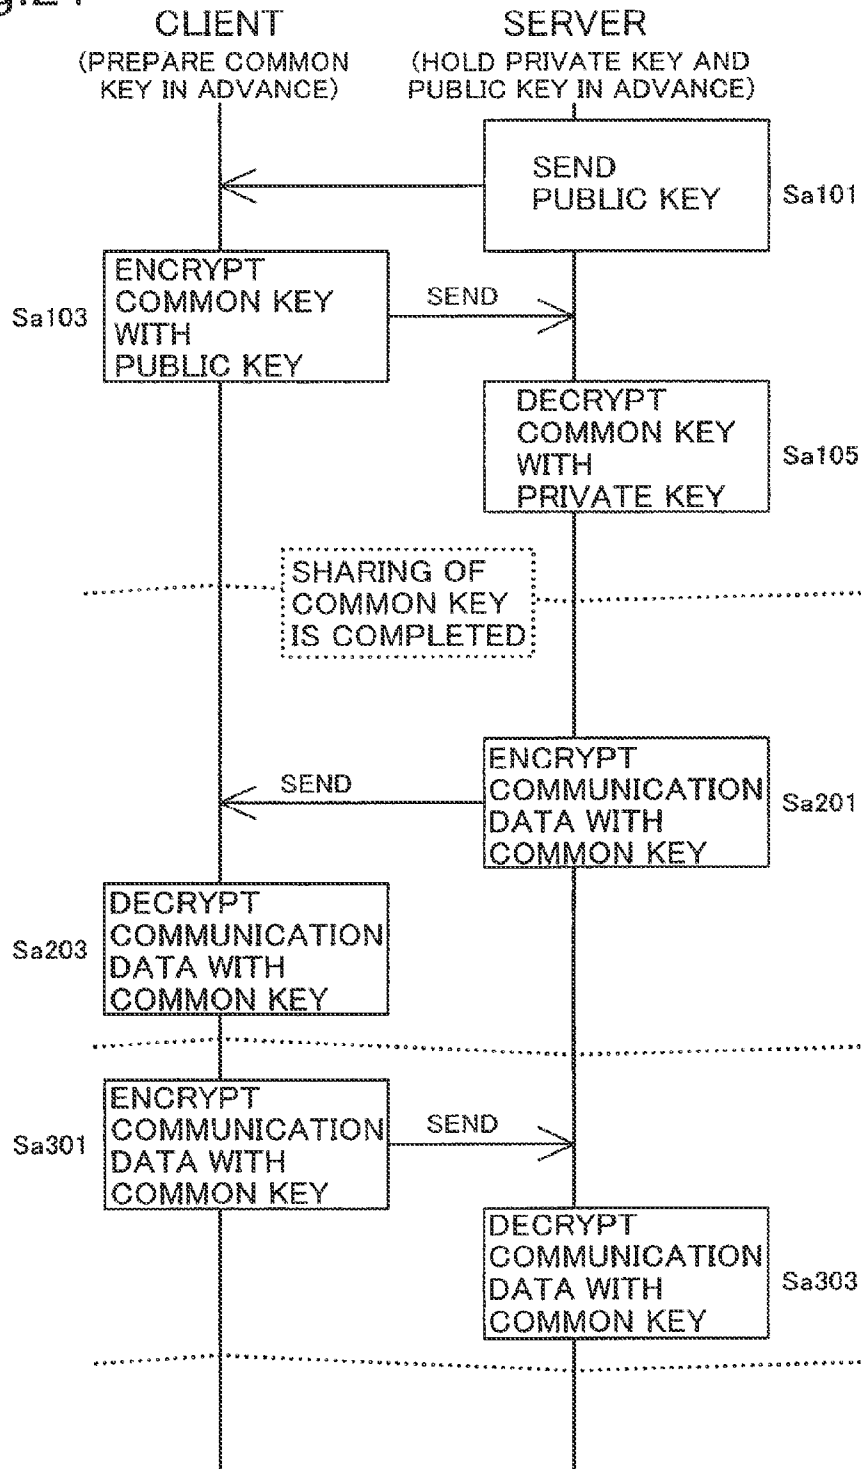 CLIENT
(PREPARE COMMON
KEY IN ADVANCE)
SERVER
(HOLD PRIVATE KEY AND
PUBLIC KEY IN ADVANCE)
SEND
PUBLIC KEY
Sa101
Sa103
ENCRYPT
COMMON KEY
WITH
PUBLIC KEY
SEND
DECRYPT
COMMON KEY
WITH
PRIVATE KEY
Sa105
SHARING OF
COMMON KEY
IS COMPLETED
SEND
ENCRYPT
COMMUNICATION
DATA WITH
COMMON KEY
Sa201
Sa203
DECRYPT
COMMUNICATION
DATA WITH
COMMON KEY
Sa301
ENCRYPT
COMMUNICATION
DATA WITH
COMMON KEY
SEND
DECRYPT
COMMUNICATION
DATA WITH
COMMON KEY
Sa303